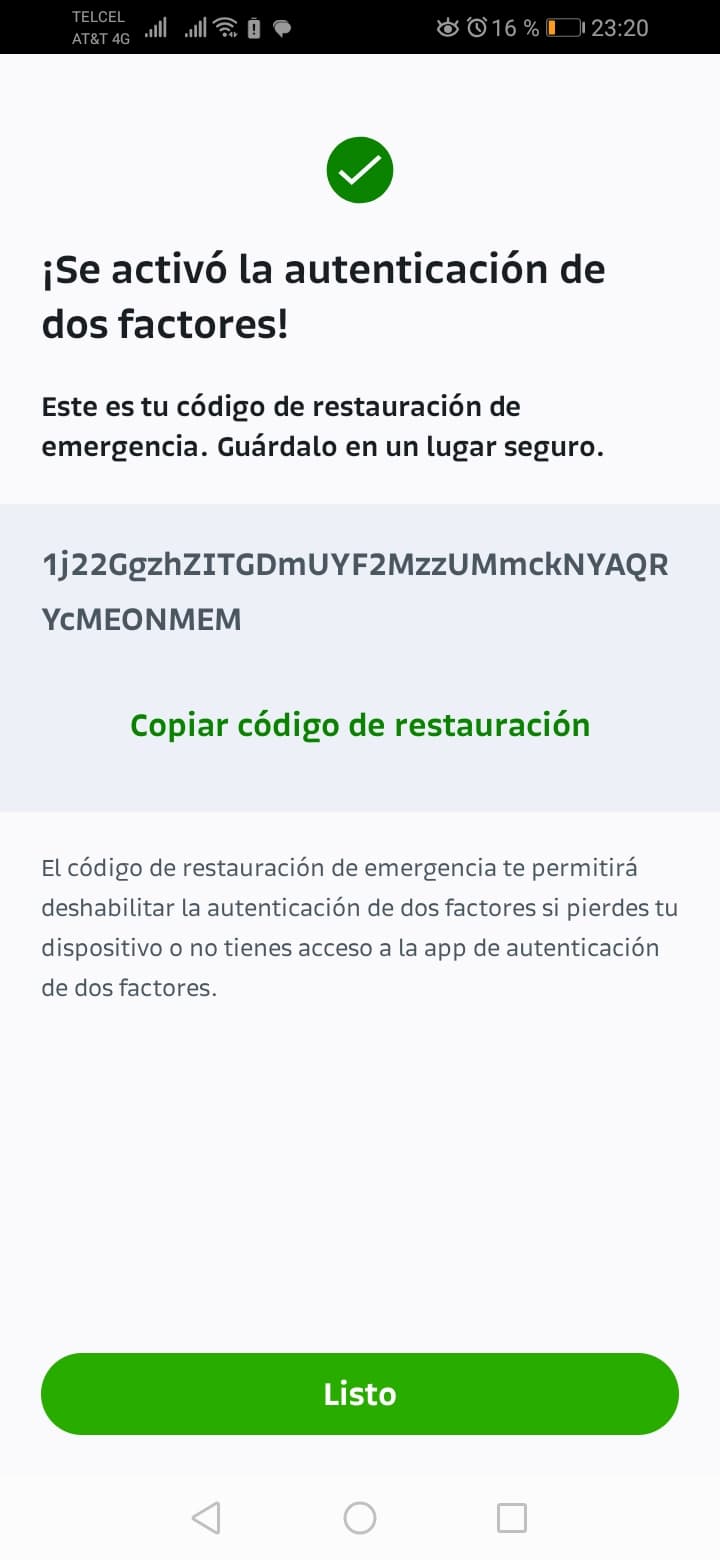 TELCEL
AT&T 4G
16 % 23:20
¡Se activó la autenticación de
dos factores!
Este es tu código de restauración de
emergencia. Guárdalo en un lugar seguro.
1j22GgzhZITGDmUYF2MzzUMmckNYAQR
YcMEONMEM
Copiar código de restauración
El código de restauración de emergencia te permitirá
deshabilitar la autenticación de dos factores si pierdes tu
dispositivo o no tienes acceso a la app de autenticación
de dos factores.
Listo